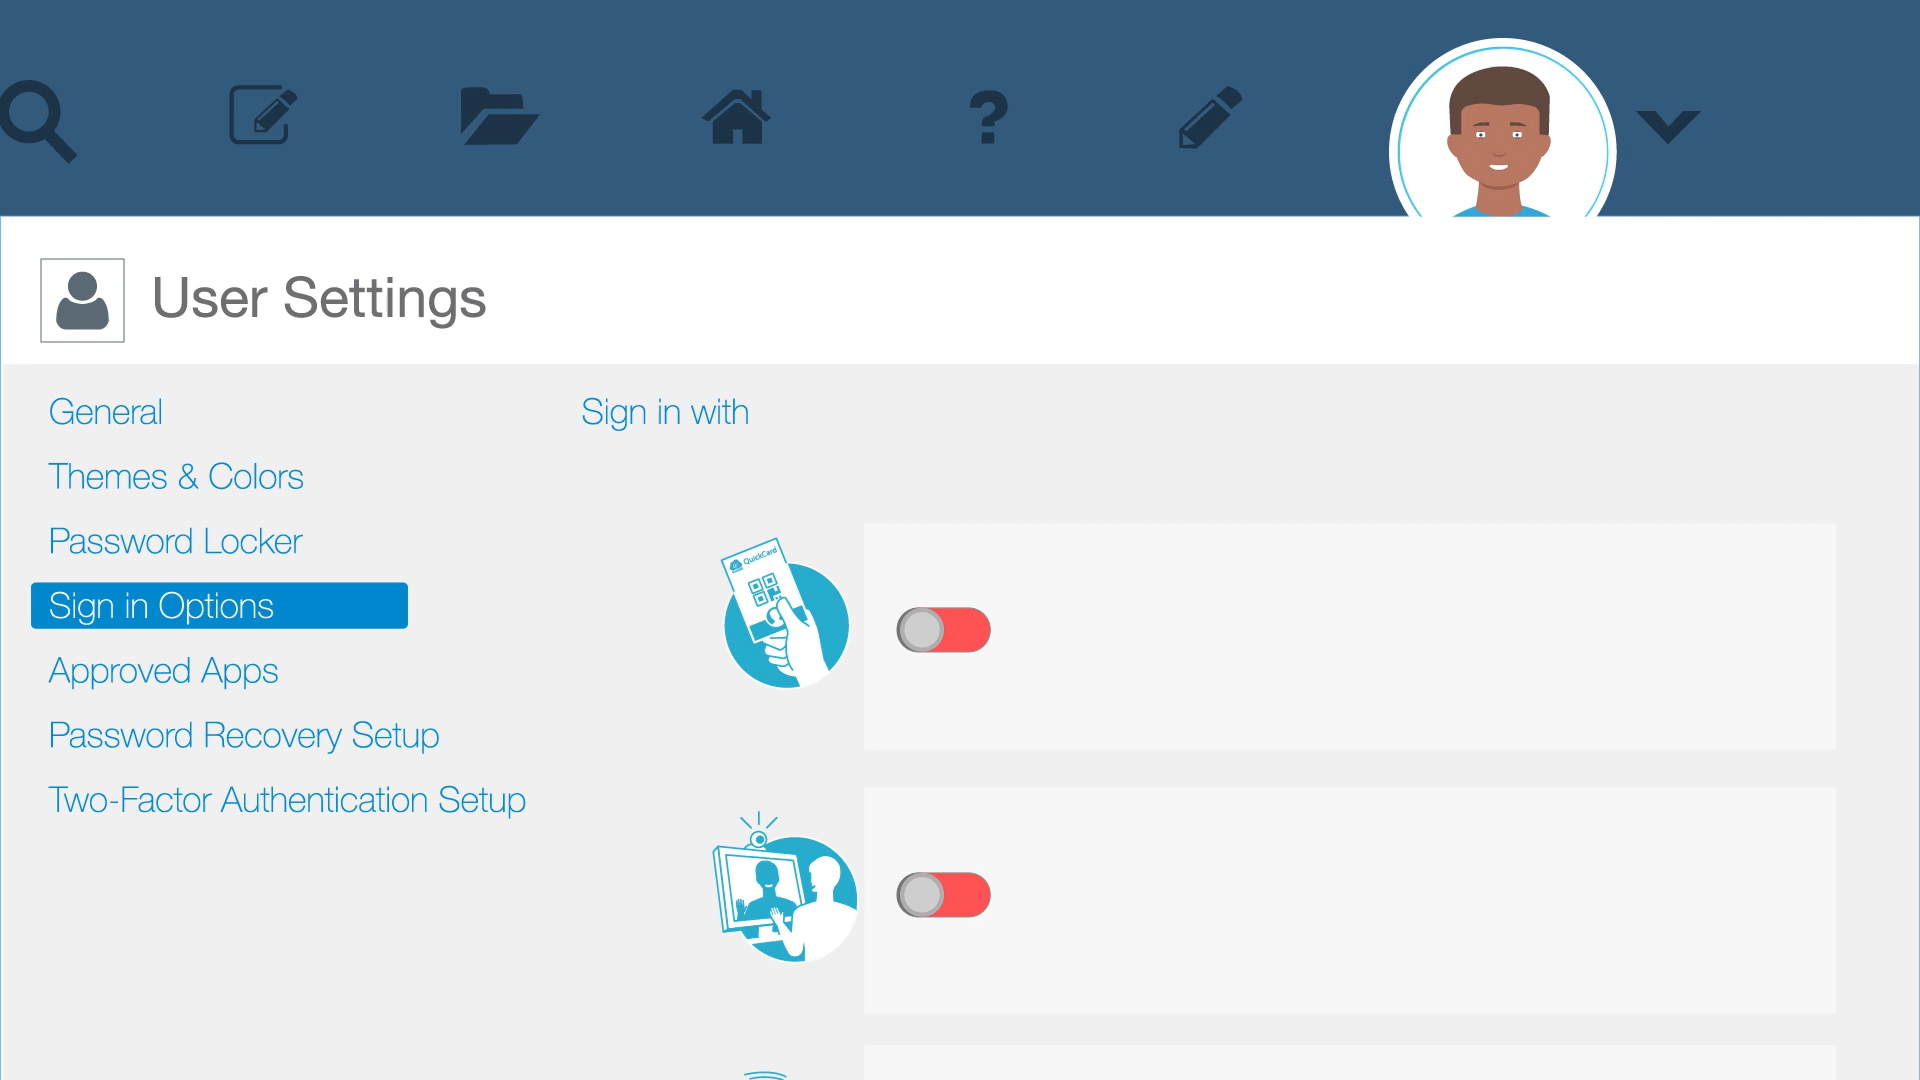 ?
User Settings
General
Sign in with
Themes & Colors
Password Locker
QuickCard
Sign in Options
Approved Apps
Password Recovery Setup
Two-Factor Authentication Setup